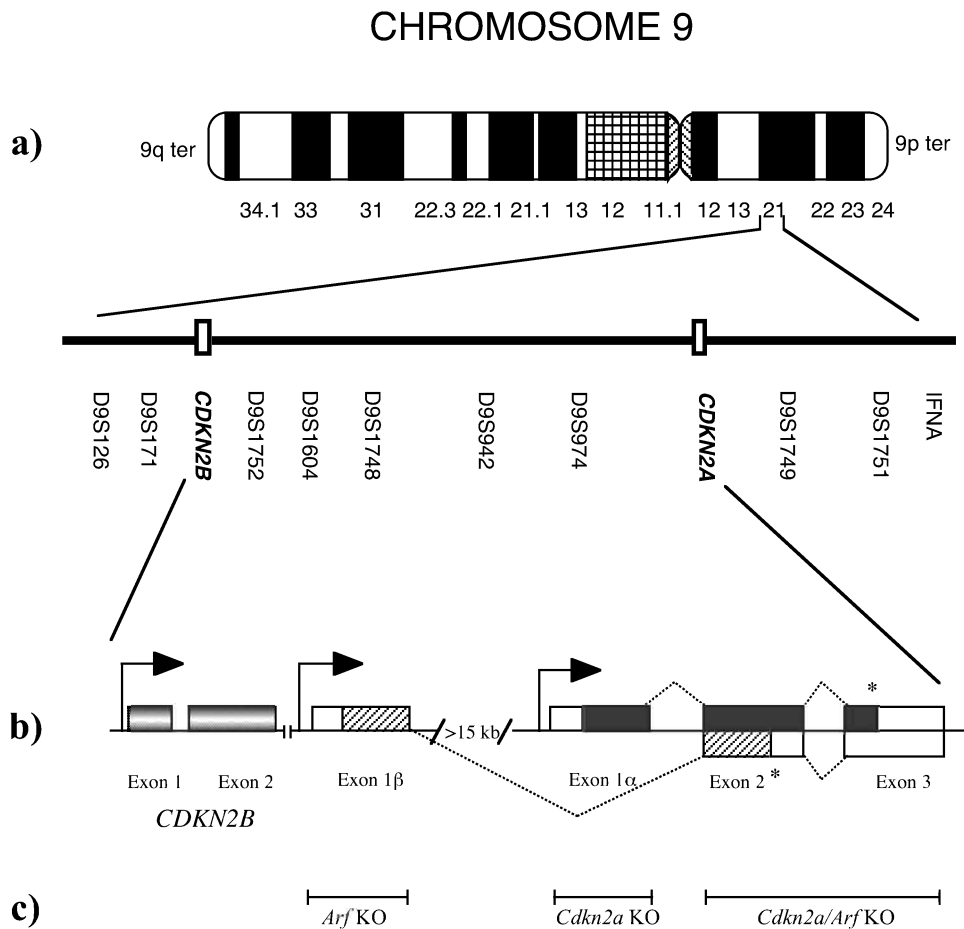 CHROMOSOME 9
a)
9q ter
9p ter
34.1 33 31 22.3 22.1 21.1 13 12 11.1 12 13 21 22 23 24
D9S126
D9S171
CDKN2B
D9S1752
D9S1604
D9S1748
D9S942
D9S974
CDKN2A
D9S1749
D9S1751
IFNA
b)
*
>15 kb
Exon 1 Exon 2 Exon 1β Exon 1α Exon 2 * Exon 3
CDKN2B
c)
Arf KO Cdkn2a KO Cdkn2a/Arf KO